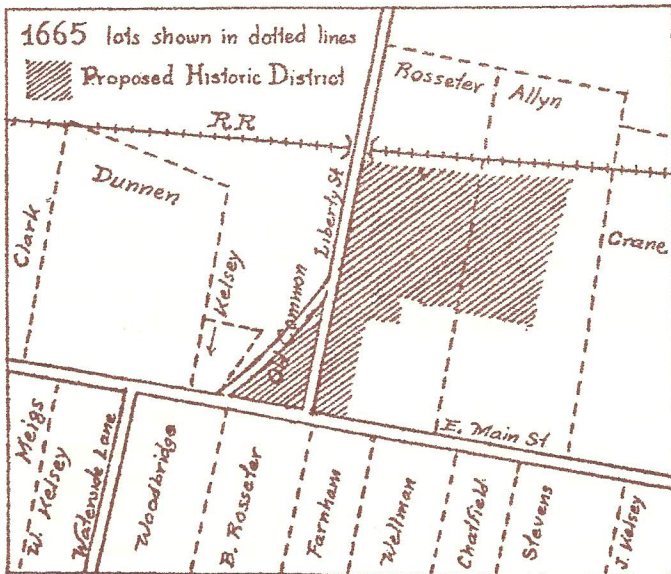 1665 lots shown in dotted lines
Proposed Historic District
RR
Rosseter
Allyn
Dunnen
Clark
Kelsey
Liberty St
Old Common
Crane
E. Main St
Meigs
W. Kelsey
Waterside Lane
Woodbridge
B. Rosseter
Farnham
Wellman
Chatfield
Stevens
J. Kelsey